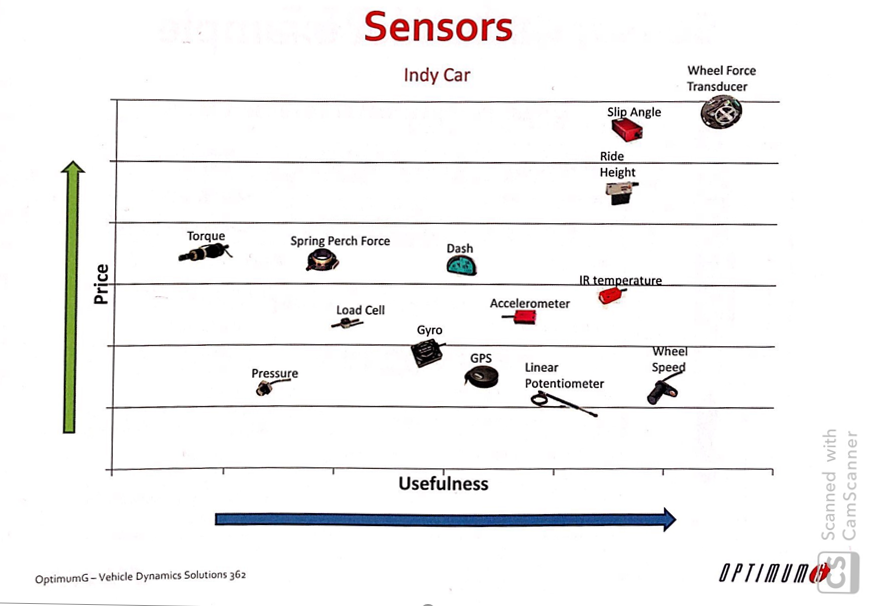 Sensors
Indy Car
Wheel Force
Transducer
Slip Angle
Ride
Height
Torque
Spring Perch Force
Dash
IR temperature
Accelerometer
Load Cell
Gyro
GPS
Wheel
Speed
Linear
Potentiometer
Pressure
Price
Usefulness
OptimumG – Vehicle Dynamics Solutions 362
OPTIMUMG
CS
Scanned with
CamScanner